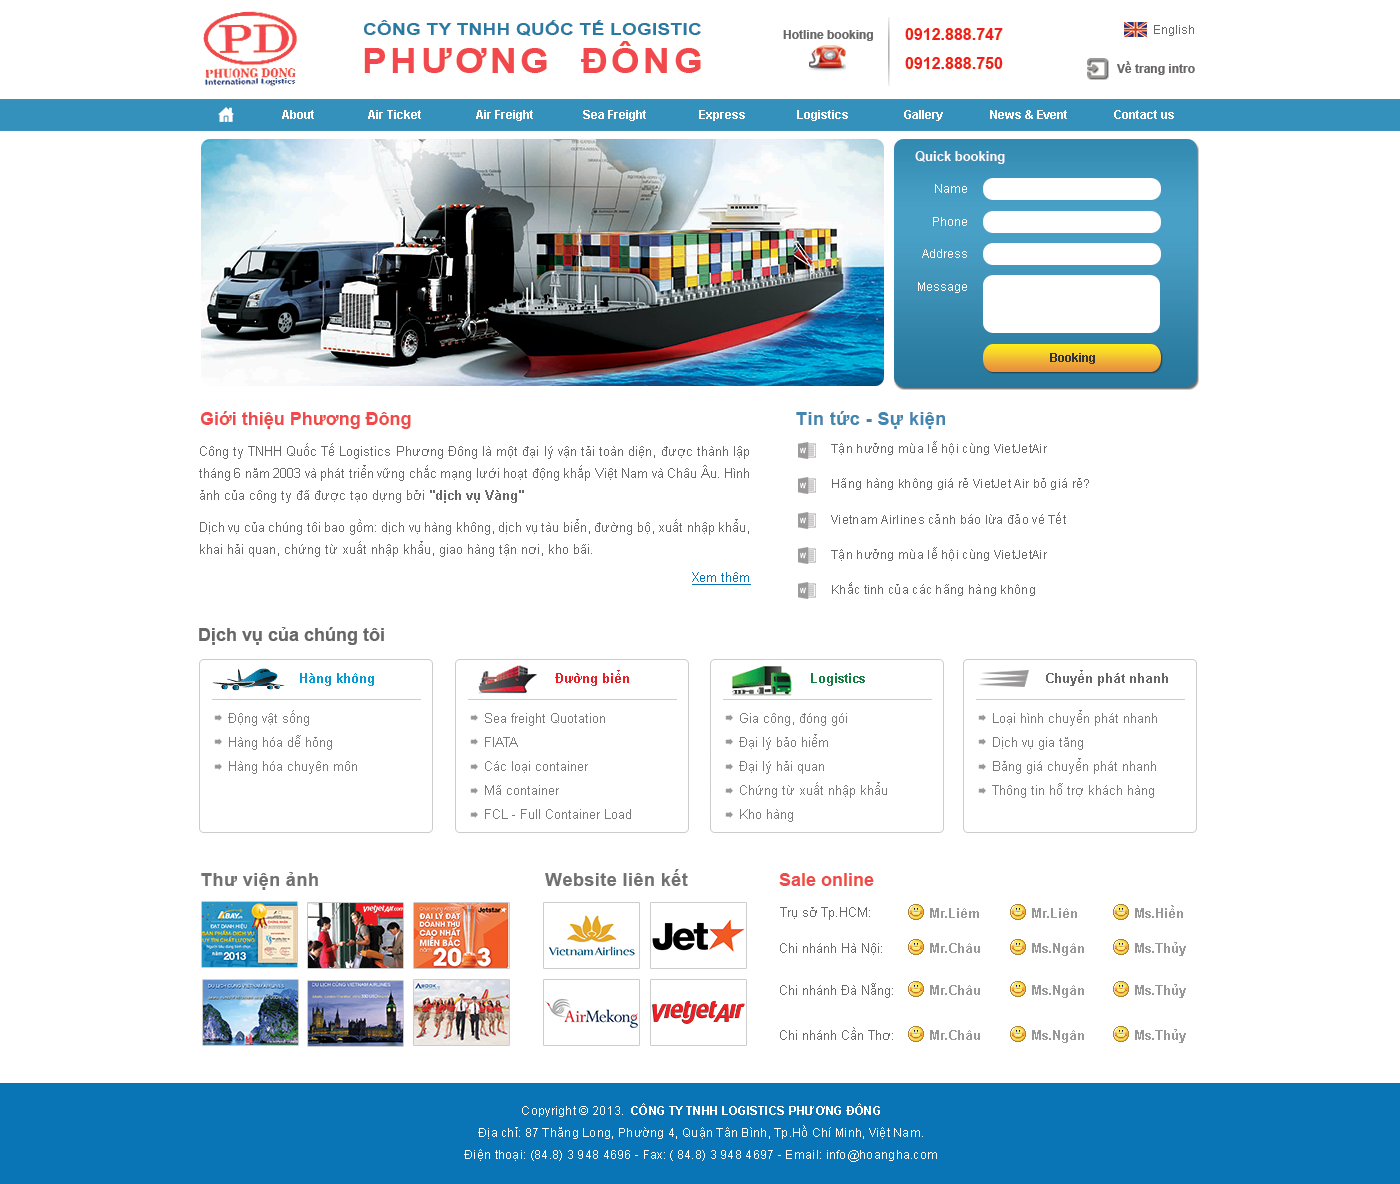 PD
PHUONG DONG
International Logistics
CÔNG TY TNHH QUỐC TẾ LOGISTIC
PHƯƠNG ĐÔNG
Hotline booking
0912.888.747
0912.888.750
English
Về trang intro
About
Air Ticket
Air Freight
Sea Freight
Express
Logistics
Gallery
News & Event
Contact us
Quick booking
Name
Phone
Address
Message
Booking
Giới thiệu Phương Đông
Công ty TNHH Quốc Tế Logistics Phương Đông là một đại lý vận tải toàn diện, được thành lập
tháng 6 năm 2003 và phát triển vững chắc mạng lưới hoạt động khắp Việt Nam và Châu Âu. Hình
ảnh của công ty đã được tạo dựng bởi "dịch vụ Vàng"
Dịch vụ của chúng tôi bao gồm: dịch vụ hàng không, dịch vụ tàu biển, đường bộ, xuất nhập khẩu,
khai hải quan, chứng từ xuất nhập khẩu, giao hàng tận nơi, kho bãi.
Xem thêm
Tin tức - Sự kiện
Tận hưởng mùa lễ hội cùng VietJetAir
Hãng hàng không giá rẻ VietJet Air bỏ giá rẻ?
Vietnam Airlines cảnh báo lừa đảo vé Tết
Tận hưởng mùa lễ hội cùng VietJetAir
Khắc tinh của các hãng hàng không
Dịch vụ của chúng tôi
Hàng không
Động vật sống
Hàng hóa dễ hỏng
Hàng hóa chuyên môn
Đường biển
Sea freight Quotation
FIATA
Các loại container
Mã container
FCL - Full Container Load
Logistics
Gia công, đóng gói
Đại lý bảo hiểm
Đại lý hải quan
Chứng từ xuất nhập khẩu
Kho hàng
Chuyển phát nhanh
Loại hình chuyển phát nhanh
Dịch vụ gia tăng
Bảng giá chuyển phát nhanh
Thông tin hỗ trợ khách hàng
Thư viện ảnh
ABAY
ĐẠT DANH HIỆU
SẢN PHẨM-DỊCH VỤ
UY TÍN CHẤT LƯỢNG
năm 2013
vietjetAir.com
Jetstar
ĐẠI LÝ ĐẠT
DOANH THU
CAO NHẤT
MIỀN BẮC
năm 2013
DU LỊCH CÙNG VIETNAM AIRLINES
DU LỊCH CÙNG VIETNAM AIRLINES
ABOOK
Website liên kết
Vietnam Airlines
Jet
AirMekong
vietjetAir
Sale online
Trụ sở Tp.HCM: Mr.Liêm Mr.Liên Ms.Hiền
Chi nhánh Hà Nội: Mr.Châu Ms.Ngân Ms.Thủy
Chi nhánh Đà Nẵng: Mr.Châu Ms.Ngân Ms.Thủy
Chi nhánh Cần Thơ: Mr.Châu Ms.Ngân Ms.Thủy
Copyright © 2013. CÔNG TY TNHH LOGISTICS PHƯƠNG ĐÔNG
Địa chỉ: 87 Thăng Long, Phường 4, Quận Tân Bình, Tp.Hồ Chí Minh, Việt Nam.
Điện thoại: (84.8) 3 948 4696 - Fax: ( 84.8) 3 948 4697 - Email: info@hoangha.com